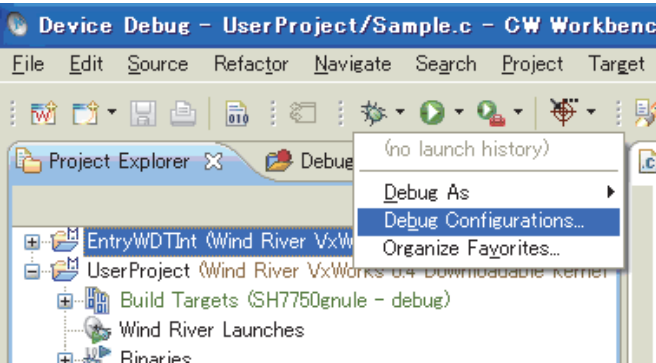 Device Debug - UserProject/Sample.c - CW Workbenc
File Edit Source Refactor Navigate Search Project Target
010
Project Explorer Debug .c
(no launch history)
Debug As
Debug Configurations...
Organize Favorites...
EntryWDTInt (Wind River VxW
UserProject (Wind River VxWorks 6.4 Downloadable Kernel
Build Targets (SH7750gnule - debug)
Wind River Launches
Binaries